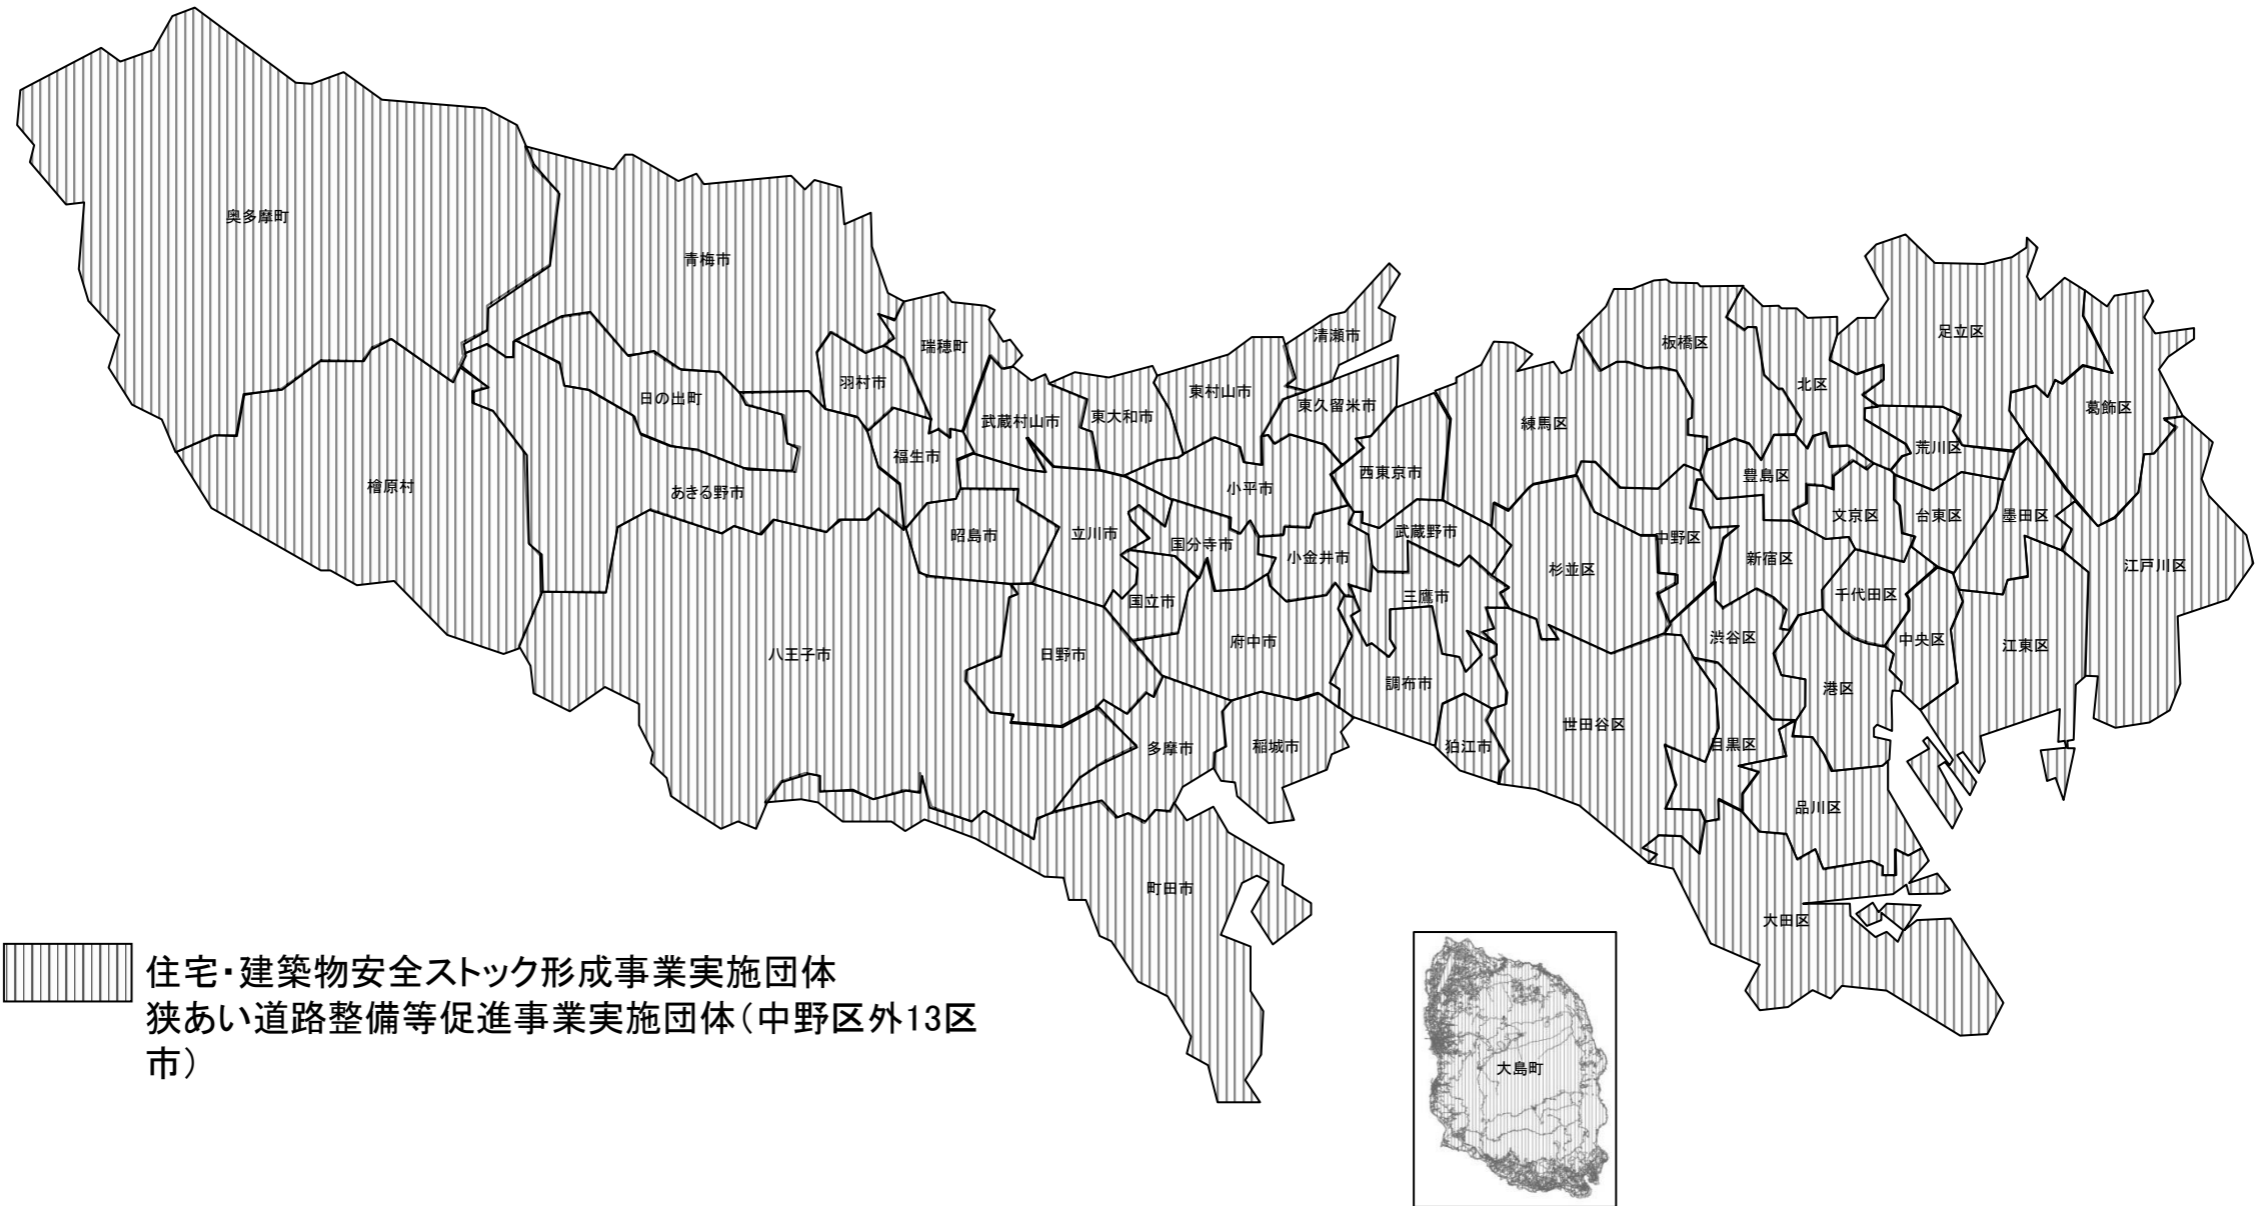 奥多摩町
青梅市
清瀬市
足立区
板橋区
瑞穂町
羽村市
日の出町
東村山市
東久留米市
北区
葛飾区
武蔵村山市
東大和市
練馬区
荒川区
福生市
西東京市
豊島区
檜原村
あきる野市
小平市
文京区
台東区
墨田区
昭島市
立川市
国分寺市
武蔵野市
中野区
小金井市
新宿区
杉並区
江戸川区
国立市
三鷹市
千代田区
八王子市
日野市
府中市
渋谷区
中央区
江東区
調布市
港区
多摩市
稲城市
狛江市
世田谷区
目黒区
品川区
町田市
大田区
住宅・建築物安全ストック形成事業実施団体
狭あい道路整備等促進事業実施団体（中野区外13区
市）
大島町